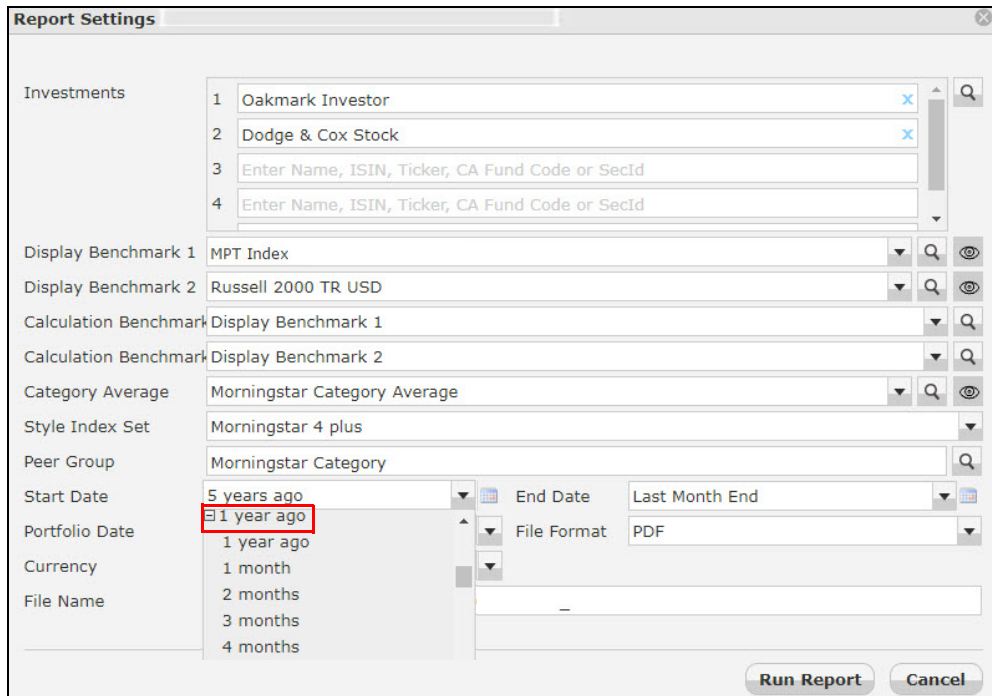 Report Settings
Investments
1 Oakmark Investor x
2 Dodge & Cox Stock x
3 Enter Name, ISIN, Ticker, CA Fund Code or SecId
4 Enter Name, ISIN, Ticker, CA Fund Code or SecId
Display Benchmark 1 MPT Index
Display Benchmark 2 Russell 2000 TR USD
Calculation Benchmark Display Benchmark 1
Calculation Benchmark Display Benchmark 2
Category Average Morningstar Category Average
Style Index Set Morningstar 4 plus
Peer Group Morningstar Category
Start Date 5 years ago End Date Last Month End
1 year ago
Portfolio Date File Format PDF
1 year ago
Currency 1 month
2 months
File Name _
3 months
4 months
Run Report Cancel